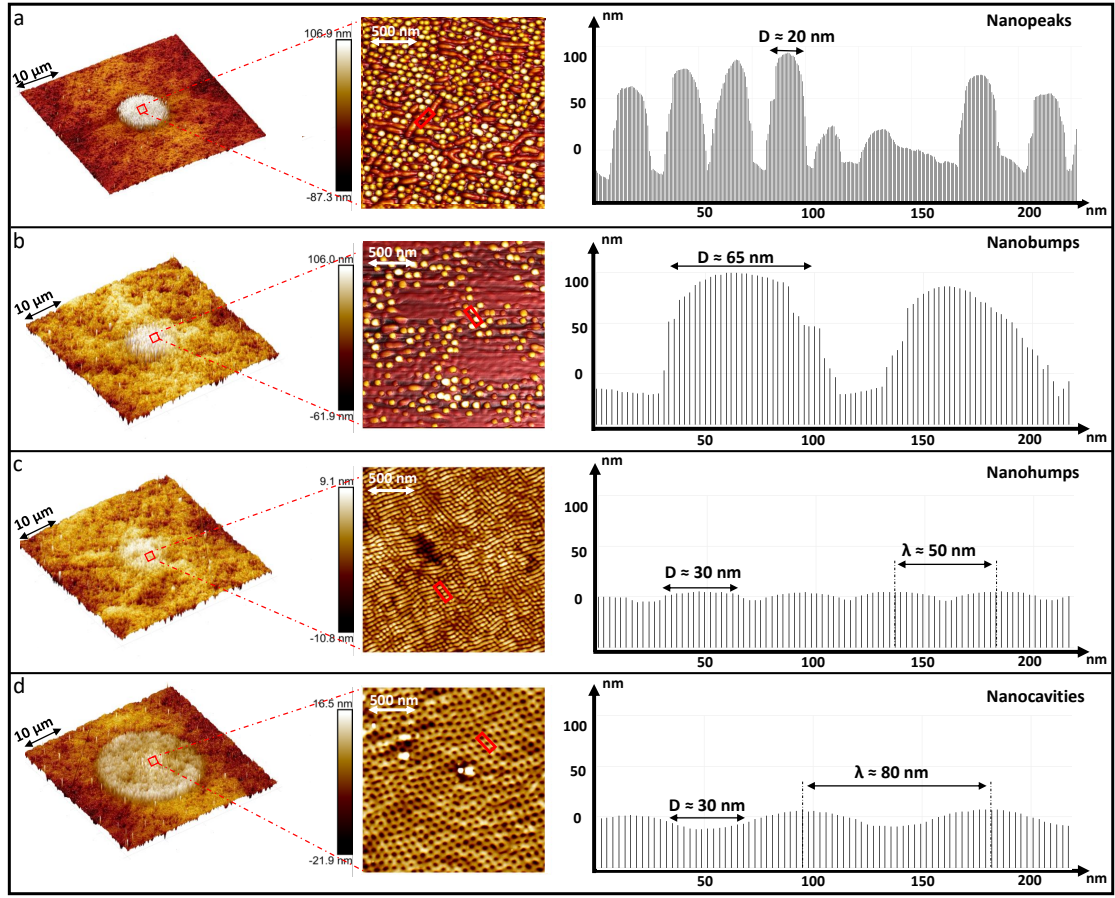 a
10 µm
106.9 nm
-87.3 nm
500 nm
nm
Nanopeaks
D ≈ 20 nm
100
50
0
50
100
150
200
nm
b
10 µm
106.0 nm
-61.9 nm
500 nm
nm
Nanobumps
D ≈ 65 nm
100
50
0
50
100
150
200
nm
c
10 µm
9.1 nm
-10.8 nm
500 nm
nm
Nanohumps
λ ≈ 50 nm
D ≈ 30 nm
100
50
0
50
100
150
200
nm
d
10 µm
16.5 nm
-21.9 nm
500 nm
nm
Nanocavities
λ ≈ 80 nm
D ≈ 30 nm
100
50
0
50
100
150
200
nm